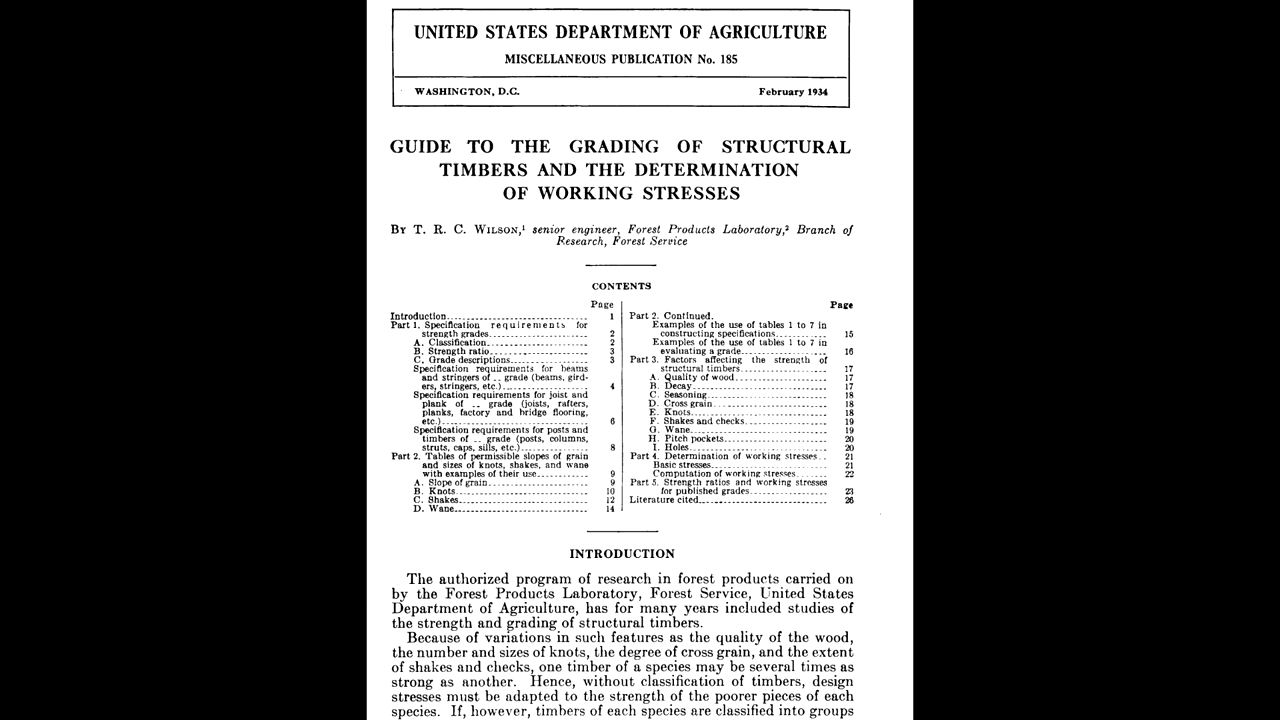 UNITED STATES DEPARTMENT OF AGRICULTURE
MISCELLANEOUS PUBLICATION No. 185
WASHINGTON, D.C. February 1934
GUIDE TO THE GRADING OF STRUCTURAL
TIMBERS AND THE DETERMINATION
OF WORKING STRESSES
BY T. R. C. WILSON,¹ senior engineer, Forest Products Laboratory,² Branch of
Research, Forest Service
CONTENTS
Page
Introduction 1
Part 1. Specification requirements for
strength grades 2
A. Classification 2
B. Strength ratio 3
C. Grade descriptions 3
Specification requirements for beams
and stringers of -- grade (beams, gird-
ers, stringers, etc.) 4
Specification requirements for joist and
plank of -- grade (joists, rafters,
planks, factory and bridge flooring,
etc.) 6
Specification requirements for posts and
timbers of -- grade (posts, columns,
struts, caps, sills, etc.) 8
Part 2. Tables of permissible slopes of grain
and sizes of knots, shakes, and wane
with examples of their use 9
A. Slope of grain 9
B. Knots 10
C. Shakes 12
D. Wane 14
Page
Part 2. Continued.
Examples of the use of tables 1 to 7 in
constructing specifications 15
Examples of the use of tables 1 to 7 in
evaluating a grade 16
Part 3. Factors affecting the strength of
structural timbers 17
A. Quality of wood 17
B. Decay 17
C. Seasoning 18
D. Cross grain 18
E. Knots 18
F. Shakes and checks 19
G. Wane 19
H. Pitch pockets 20
I. Holes 20
Part 4. Determination of working stresses 21
Basic stresses 21
Computation of working stresses 22
Part 5. Strength ratios and working stresses
for published grades 23
Literature cited 26
INTRODUCTION
The authorized program of research in forest products carried on
by the Forest Products Laboratory, Forest Service, United States
Department of Agriculture, has for many years included studies of
the strength and grading of structural timbers.
Because of variations in such features as the quality of the wood,
the number and sizes of knots, the degree of cross grain, and the extent
of shakes and checks, one timber of a species may be several times as
strong as another. Hence, without classification of timbers, design
stresses must be adapted to the strength of the poorer pieces of each
species. If, however, timbers of each species are classified into groups